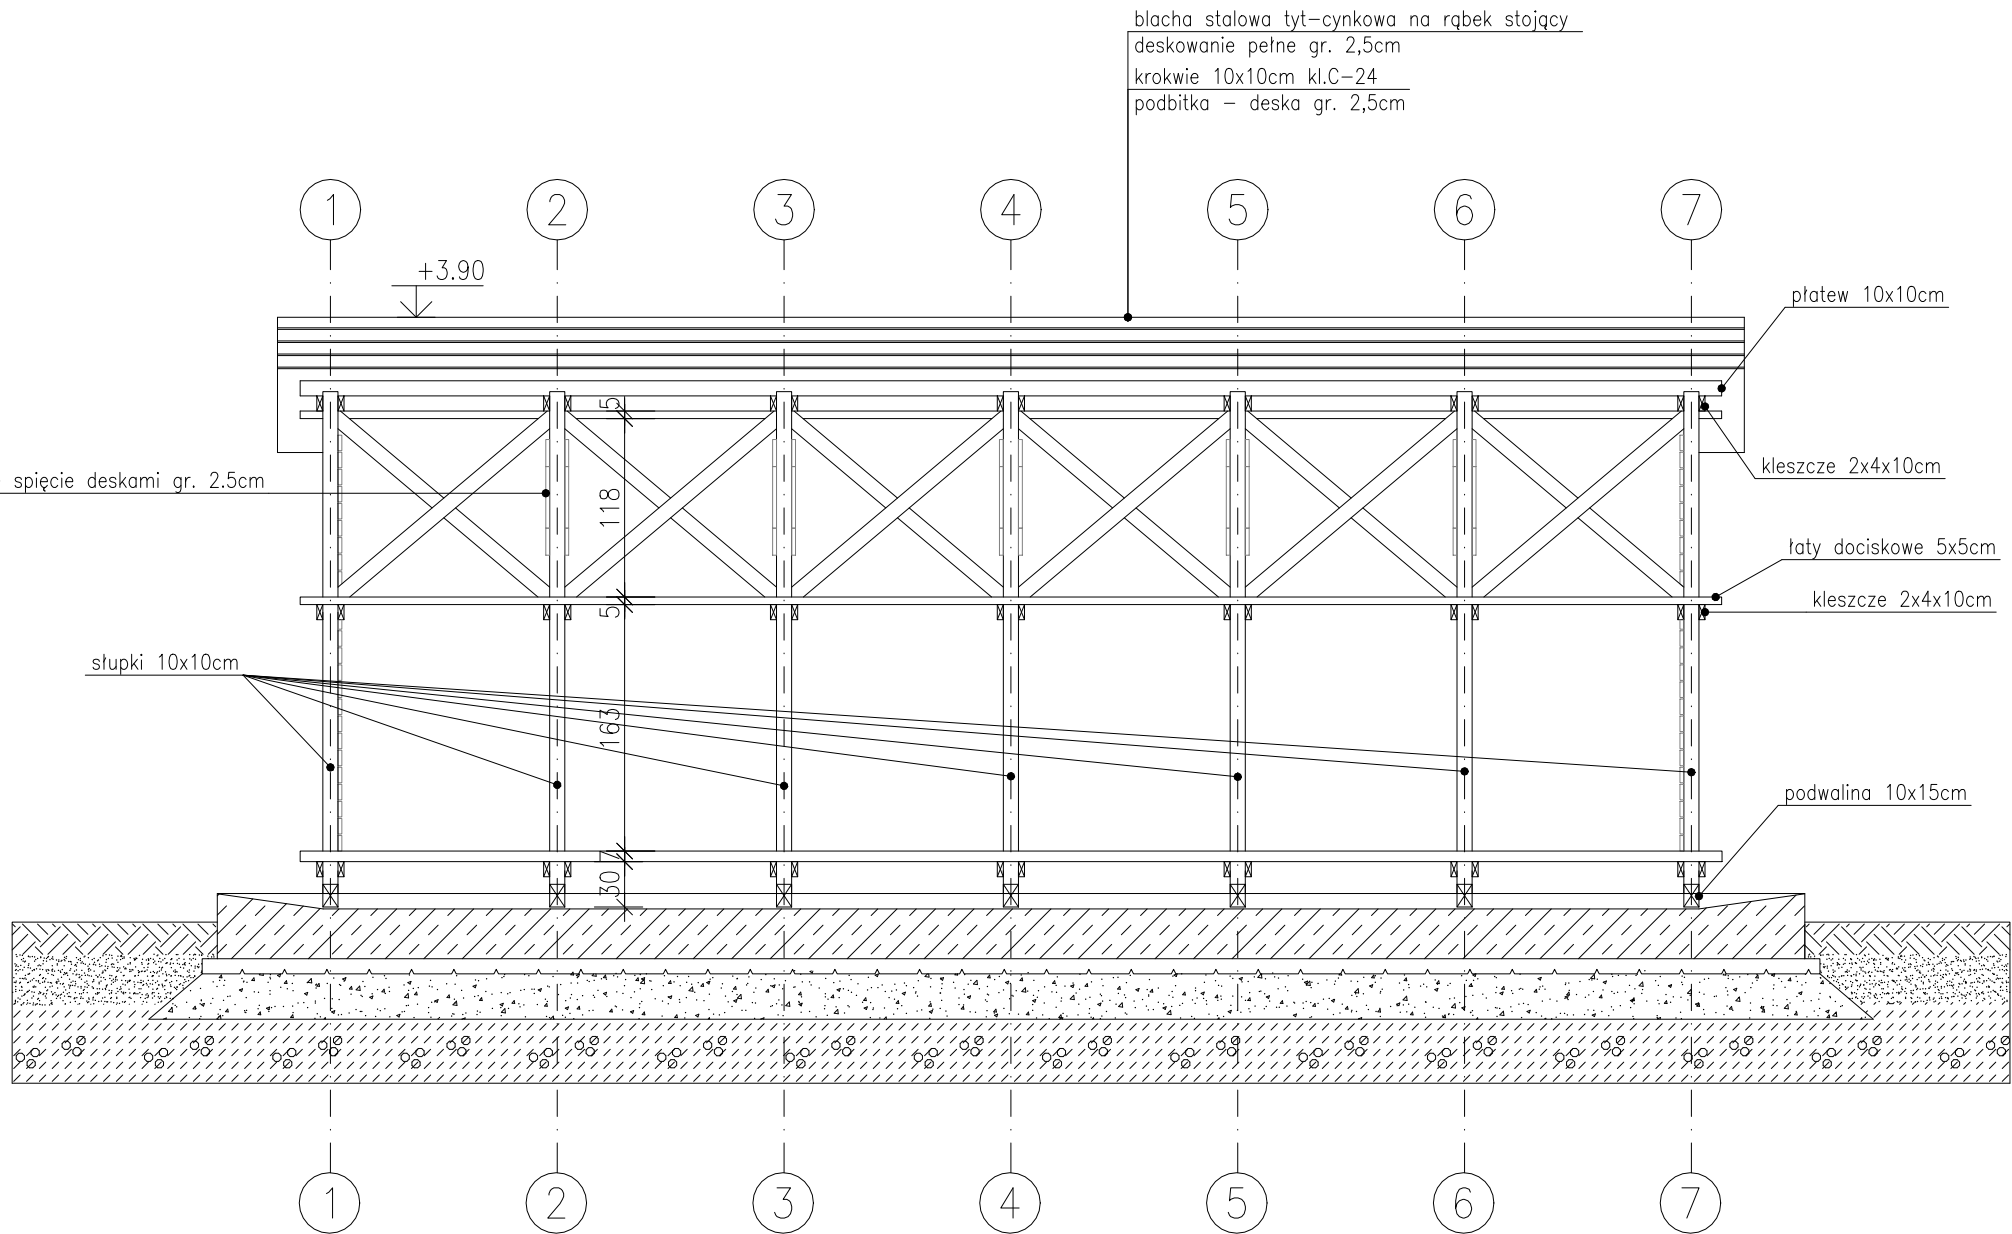 blacha stalowa tyt-cynkowa na rąbek stojący
deskowanie pełne gr. 2,5cm
krokwie 10x10cm kl.C-24
podbitka - deska gr. 2,5cm
1 2 3 4 5 6 7
+3.90
płatew 10x10cm
5
kleszcze 2x4x10cm
spięcie deskami gr. 2.5cm
118
łaty dociskowe 5x5cm
5
kleszcze 2x4x10cm
słupki 10x10cm
163
podwalina 10x15cm
7
30
1 2 3 4 5 6 7